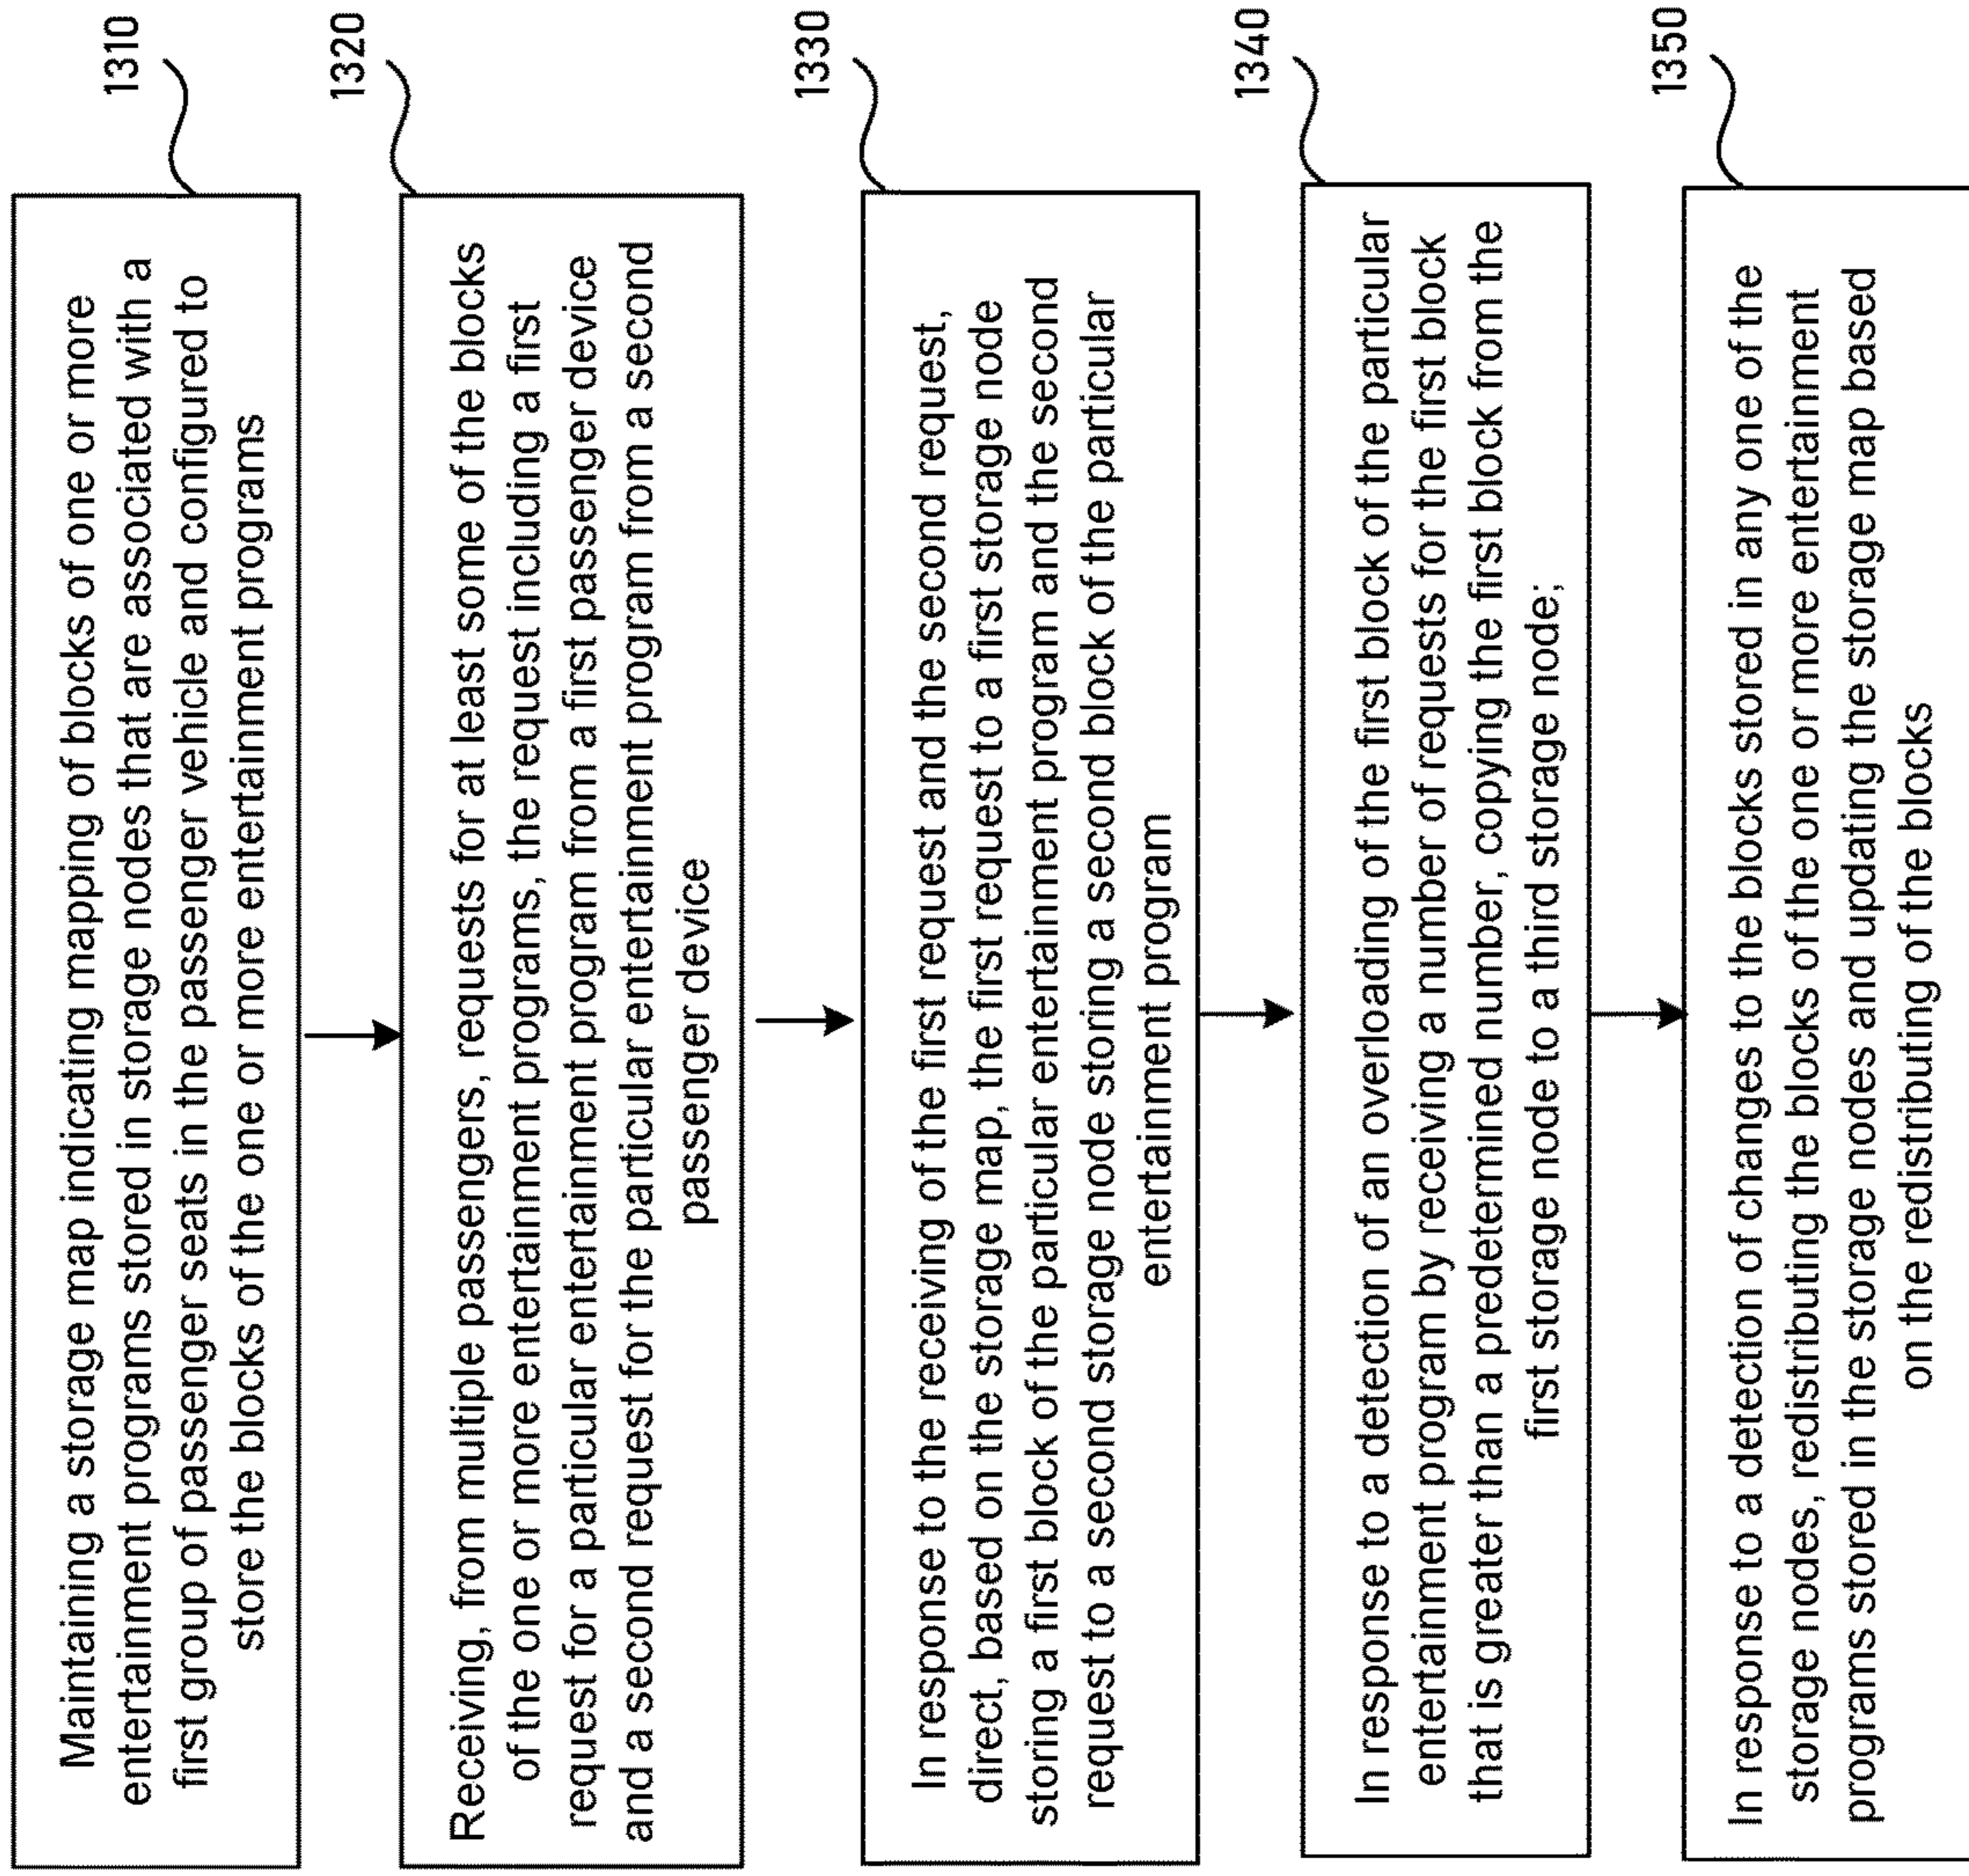 1310
Maintaining a storage map indicating mapping of blocks of one or more
entertainment programs stored in storage nodes that are associated with a
first group of passenger seats in the passenger vehicle and configured to
store the blocks of the one or more entertainment programs
1320
Receiving, from multiple passengers, requests for at least some of the blocks
of the one or more entertainment programs, the request including a first
request for a particular entertainment program from a first passenger device
and a second request for the particular entertainment program from a second
passenger device
1330
In response to the receiving of the first request and the second request,
direct, based on the storage map, the first request to a first storage node
storing a first block of the particular entertainment program and the second
request to a second storage node storing a second block of the particular
entertainment program
1340
In response to a detection of an overloading of the first block of the particular
entertainment program by receiving a number of requests for the first block
that is greater than a predetermined number, copying the first block from the
first storage node to a third storage node;
1350
In response to a detection of changes to the blocks stored in any one of the
storage nodes, redistributing the blocks of the one or more entertainment
programs stored in the storage nodes and updating the storage map based
on the redistributing of the blocks